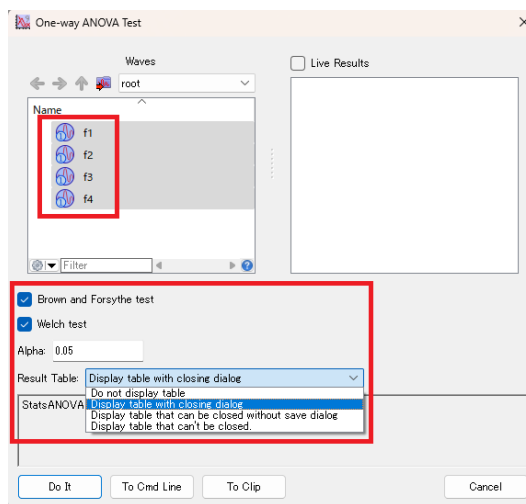 One-way ANOVA Test
Waves
Live Results
root
Name
f1
f2
f3
f4
Filter
Brown and Forsythe test
Welch test
Alpha: 0.05
Result Table: Display table with closing dialog
Do not display table
Display table with closing dialog
Display table that can be closed without save dialog
Display table that can't be closed.
StatsANOVA
Do It
To Cmd Line
To Clip
Cancel